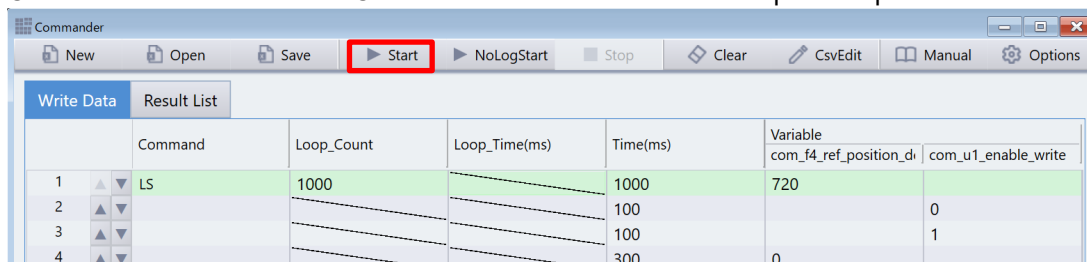 Commander
New Open Save Start NoLogStart Stop Clear CsvEdit Manual Options
Write Data Result List
Command Loop_Count Loop_Time(ms) Time(ms) Variable
com_f4_ref_position_d com_u1_enable_write
1 LS 1000 1000 720
2 100 0
3 100 1
4 300 0